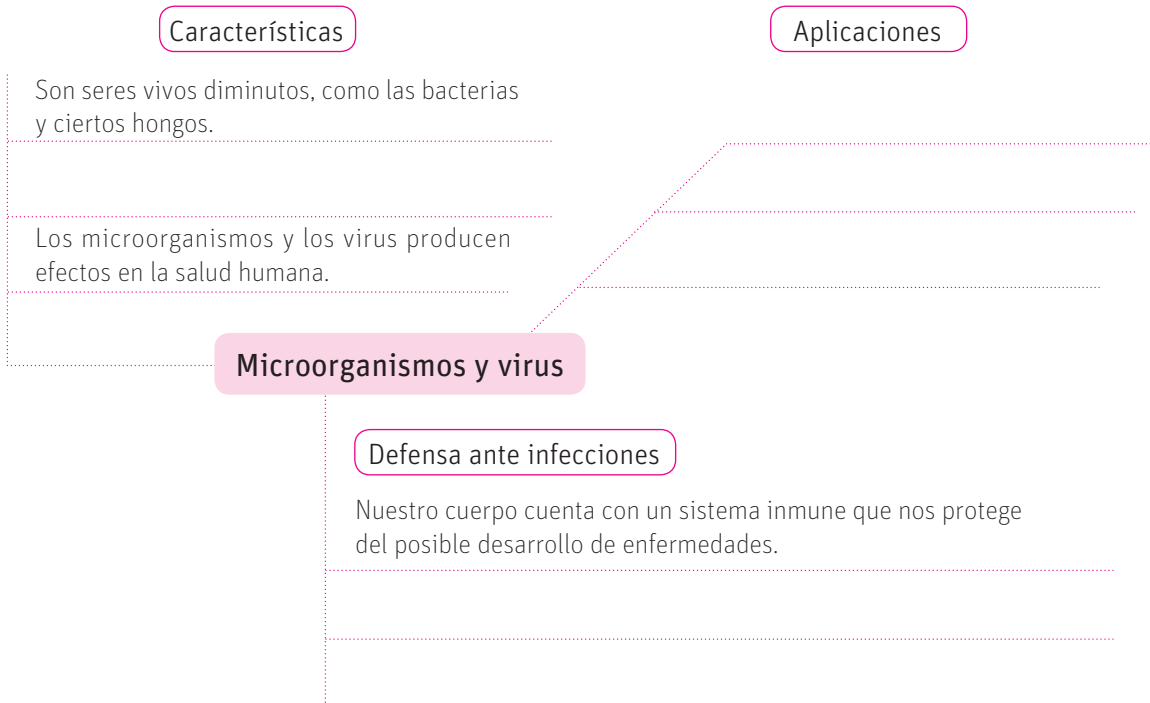 Características
Son seres vivos diminutos, como las bacterias
y ciertos hongos.
Los microorganismos y los virus producen
efectos en la salud humana.
Aplicaciones
Microorganismos y virus
Defensa ante infecciones
Nuestro cuerpo cuenta con un sistema inmune que nos protege
del posible desarrollo de enfermedades.